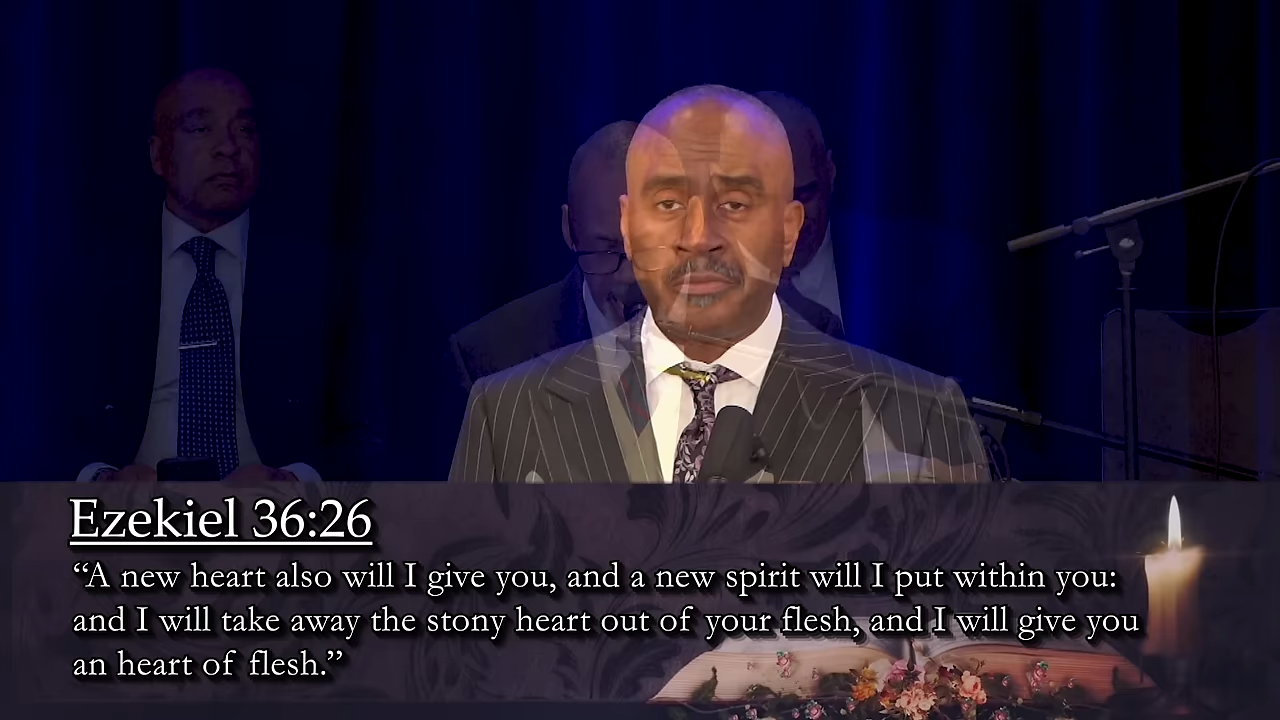 Ezekiel 36:26
“A new heart also will I give you, and a new spirit will I put within you:
and I will take away the stony heart out of your flesh, and I will give you
an heart of flesh.”